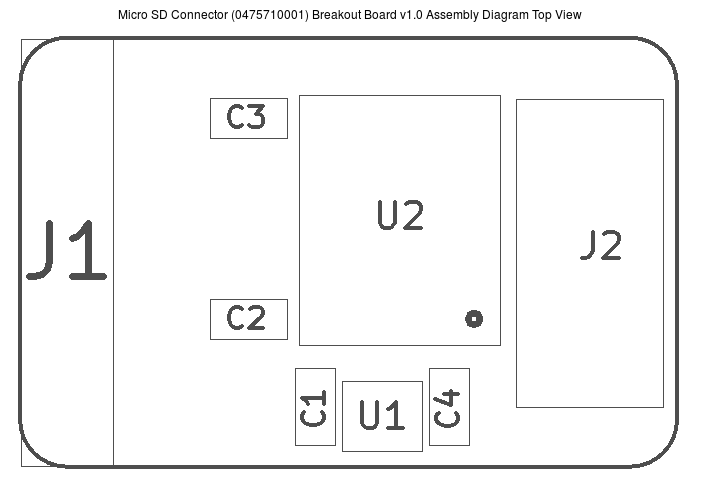 Micro SD Connector (0475710001) Breakout Board v1.0 Assembly Diagram Top View
C3
U2
J1
J2
C2
C1
U1
C4